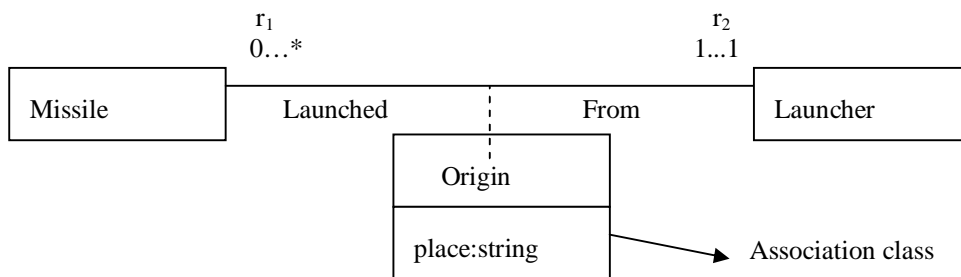 r₁ r₂
0…* 1...1
Missile Launched From Launcher
Origin
place:string Association class